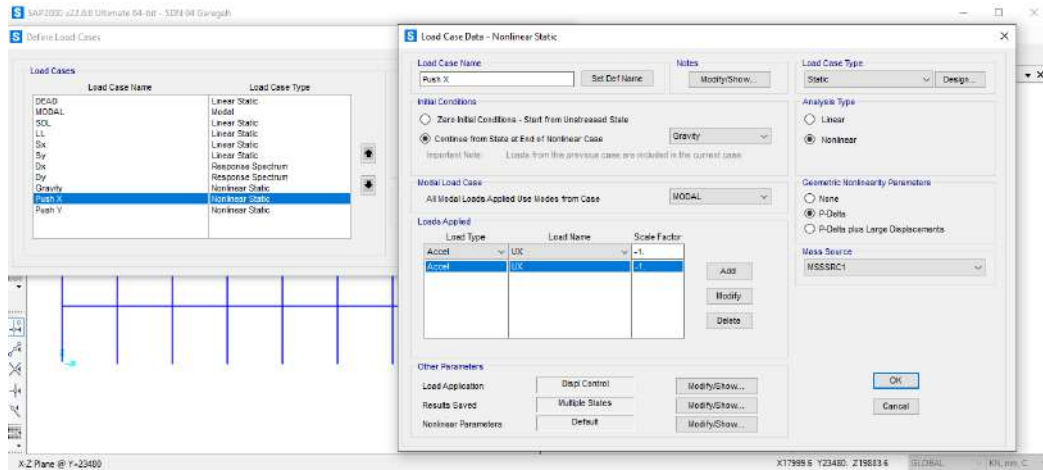 SAP2000 v22.6.0 Ultimate 64-bit - SDN 04 Garegeh
Define Load Cases
Load Cases
Load Case Name Load Case Type
DEAD Linear Static
MODAL Modal
SDL Linear Static
LL Linear Static
Sx Linear Static
Sy Linear Static
Dx Response Spectrum
Dy Response Spectrum
Gravity Nonlinear Static
Push X Nonlinear Static
Push Y Nonlinear Static
Load Case Data - Nonlinear Static
Load Case Name
Push X
Set Def Name
Notes
Modify/Show...
Load Case Type
Static
Design...
Initial Conditions
Zero Initial Conditions - Start from Unstressed State
Continue from State at End of Nonlinear Case
Gravity
Important Note: Loads from this previous case are included in the current case
Analysis Type
Linear
Nonlinear
Modal Load Case
All Modal Loads Applied Use Modes from Case
MODAL
Geometric Nonlinearity Parameters
None
P-Delta
P-Delta plus Large Displacements
Loads Applied
Load Type Load Name Scale Factor
Accel UX -1.
Accel UX -1.
Add
Modify
Delete
Mass Source
MSSSRC1
Other Parameters
Load Application Displ Control Modify/Show...
Results Saved Multiple States Modify/Show...
Nonlinear Parameters Default Modify/Show...
OK
Cancel
X-Z Plane @ Y=23480
X17999.6 Y23480. Z19883.6
GLOBAL
KN, mm, C